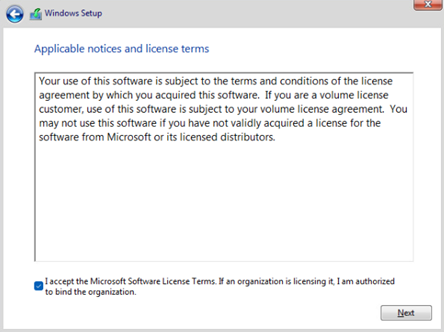 Windows Setup
Applicable notices and license terms
Your use of this software is subject to the terms and conditions of the license
agreement by which you acquired this software.  If you are a volume license
customer, use of this software is subject to your volume license agreement.  You
may not use this software if you have not validly acquired a license for the
software from Microsoft or its licensed distributors.
I accept the Microsoft Software License Terms. If an organization is licensing it, I am authorized
to bind the organization.
Next